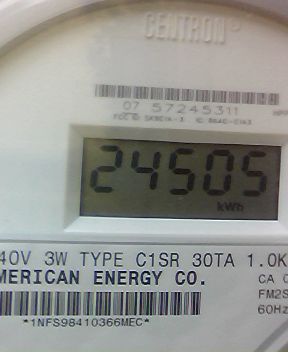 CENTRON®
07 57245311
24505
kWh
40V 3W TYPE C1SR 30TA 1.0K
MERICAN ENERGY CO.
CA
FM2S
60Hz
*1NFS98410366MEC*